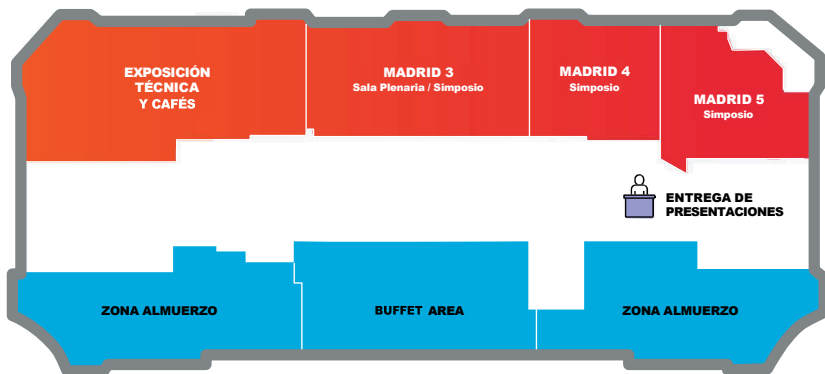 EXPOSICIÓN
TÉCNICA
Y CAFÉS
MADRID 3
Sala Plenaria / Simposio
MADRID 4
Simposio
MADRID 5
Simposio
ENTREGA DE
PRESENTACIONES
ZONA ALMUERZO
BUFFET AREA
ZONA ALMUERZO